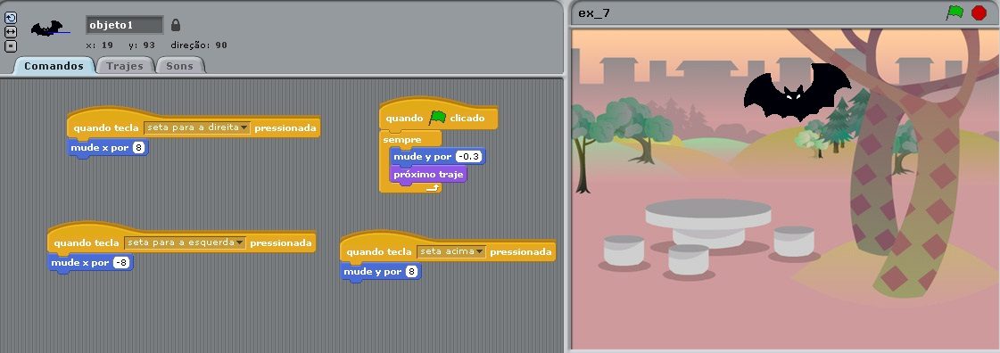 objeto1
x: 19 y: 93 direção: 90
Comandos Trajes Sons
quando tecla seta para a direita pressionada
mude x por 8
quando clicado
sempre
mude y por -0.3
próximo traje
quando tecla seta para a esquerda pressionada
mude x por -8
quando tecla seta acima pressionada
mude y por 8
ex_7